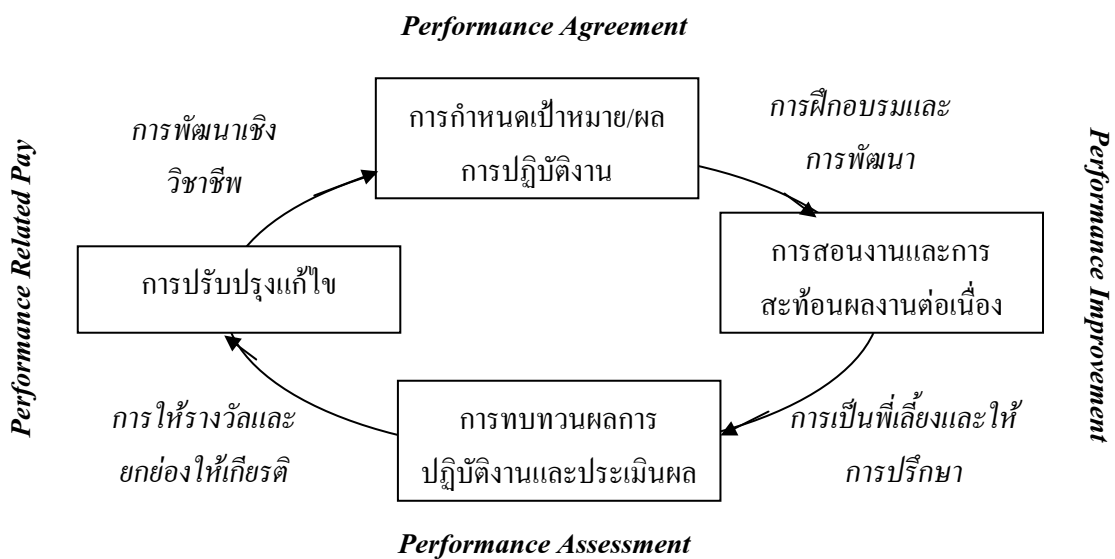 Performance Agreement
การกำหนดเป้าหมาย/ผล
การปฏิบัติงาน
การฝึกอบรมและ
การพัฒนา
การพัฒนาเชิง
วิชาชีพ
Performance Related Pay
Performance Improvement
การสอนงานและการ
สะท้อนผลงานต่อเนื่อง
การปรับปรุงแก้ไข
การเป็นพี่เลี้ยงและให้
การปรึกษา
การทบทวนผลการ
ปฏิบัติงานและประเมินผล
การให้รางวัลและ
ยกย่องให้เกียรติ
Performance Assessment